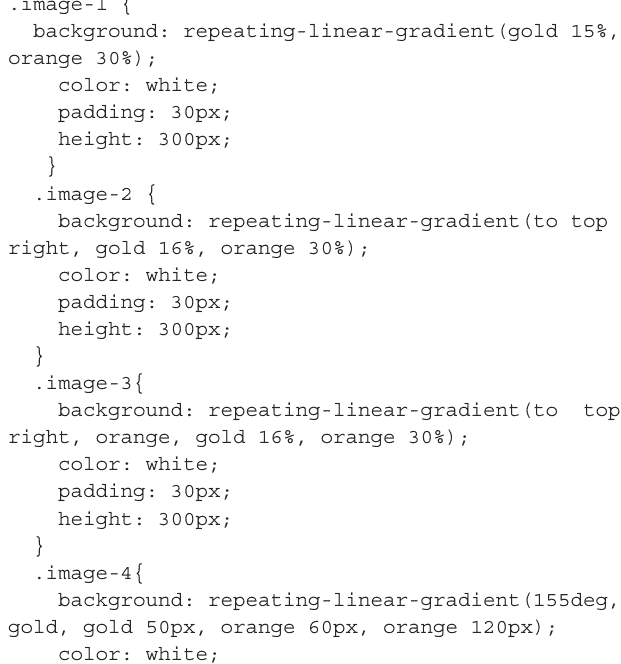 .image-1 {
background: repeating-linear-gradient(gold 15%,
orange 30%);
color: white;
padding: 30px;
height: 300px;
}
.image-2 {
background: repeating-linear-gradient(to top
right, gold 16%, orange 30%);
color: white;
padding: 30px;
height: 300px;
}
.image-3{
background: repeating-linear-gradient(to  top
right, orange, gold 16%, orange 30%);
color: white;
padding: 30px;
height: 300px;
}
.image-4{
background: repeating-linear-gradient(155deg,
gold, gold 50px, orange 60px, orange 120px);
color: white;